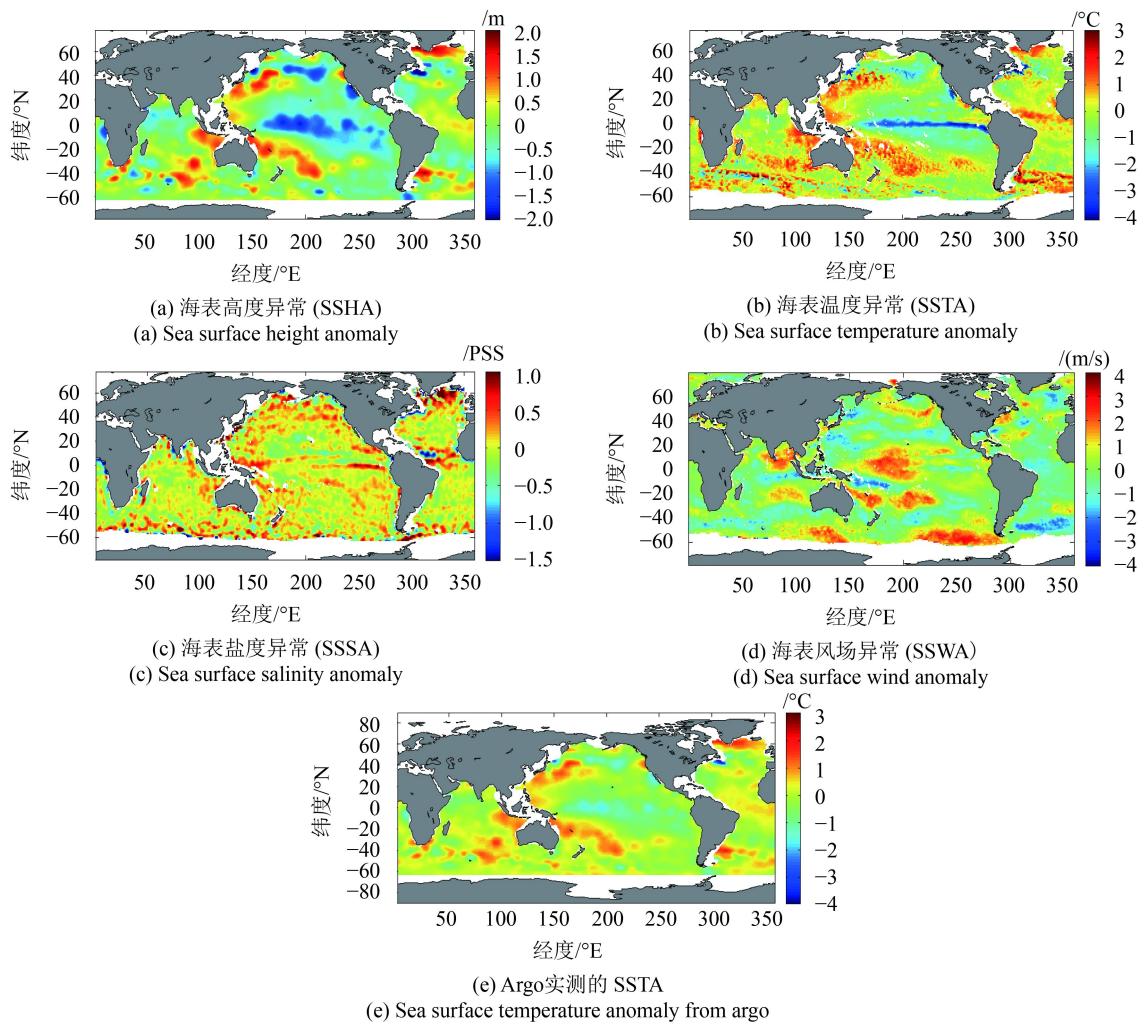 /m
2.0
1.5
1.0
0.5
0
−0.5
−1.0
−1.5
−2.0
纬度/°N
60
40
20
0
−20
−40
−60
50 100 150 200 250 300 350
经度/°E
(a) 海表高度异常 (SSHA)
(a) Sea surface height anomaly
/°C
3
2
1
0
−1
−2
−3
−4
纬度/°N
60
40
20
0
−20
−40
−60
50 100 150 200 250 300 350
经度/°E
(b) 海表温度异常 (SSTA)
(b) Sea surface temperature anomaly
/PSS
1.0
0.5
0
−0.5
−1.0
−1.5
纬度/°N
60
40
20
0
−20
−40
−60
50 100 150 200 250 300 350
经度/°E
(c) 海表盐度异常 (SSSA)
(c) Sea surface salinity anomaly
/(m/s)
4
3
2
1
0
−1
−2
−3
−4
纬度/°N
60
40
20
0
−20
−40
−60
50 100 150 200 250 300 350
经度/°E
(d) 海表风场异常 (SSWA）
(d) Sea surface wind anomaly
/°C
3
2
1
0
−1
−2
−3
−4
纬度/°N
80
60
40
20
0
−20
−40
−60
−80
50 100 150 200 250 300 350
经度/°E
(e) Argo实测的 SSTA
(e) Sea surface temperature anomaly from argo